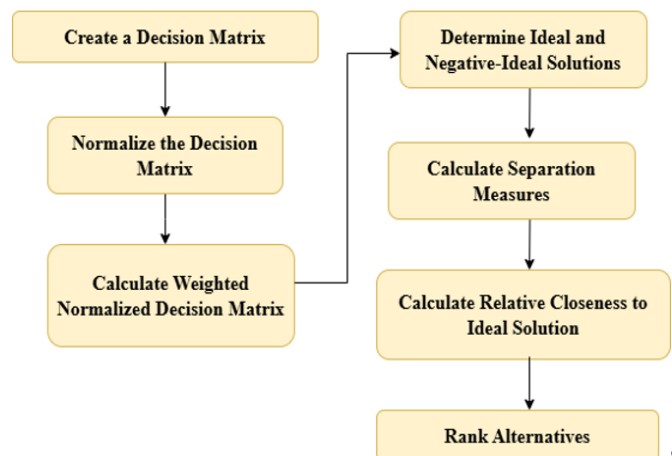 Create a Decision Matrix
Normalize the Decision
Matrix
Calculate Weighted
Normalized Decision Matrix
Determine Ideal and
Negative-Ideal Solutions
Calculate Separation
Measures
Calculate Relative Closeness to
Ideal Solution
Rank Alternatives